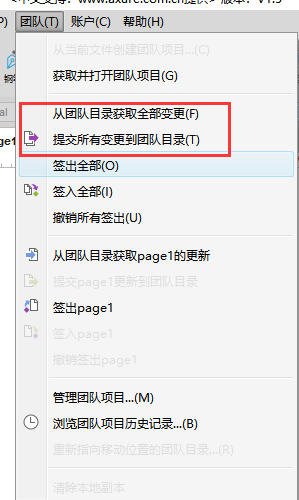 <中文支持：www.axure.com.cn提供> 版本：V1.5
团队(T) 账户(C) 帮助(H)
从当前文件创建团队项目...(C)
获取并打开团队项目(G)
从团队目录获取全部变更(F)
提交所有变更到团队目录(T)
签出全部(O)
签入全部(I)
撤销所有签出(U)
从团队目录获取page1的更新
提交page1更新到团队目录
签出page1
签入page1
撤销签出page1
管理团队项目...(M)
浏览团队项目历史记录...(B)
重新指向移动位置的团队目录...(R)
清除本地副本